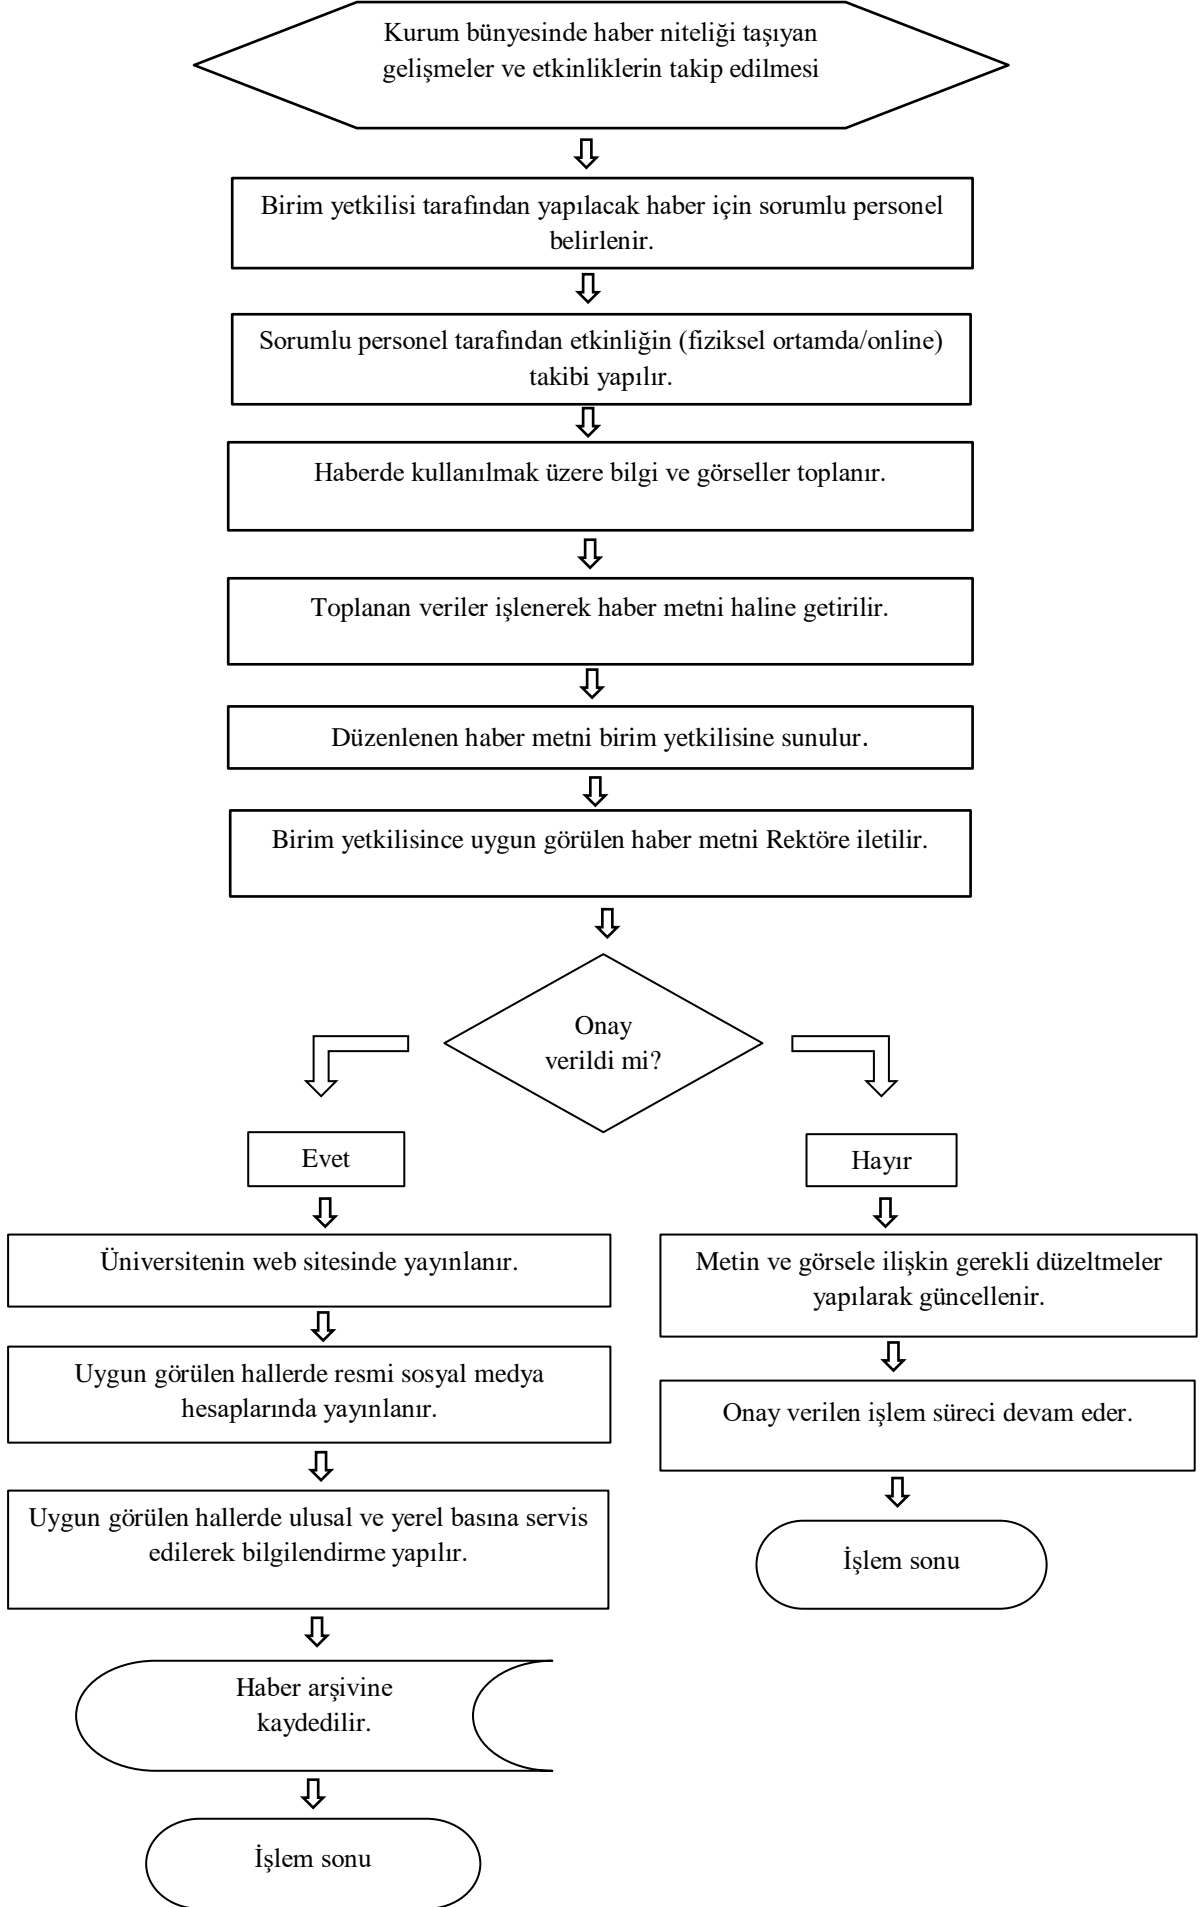 Kurum bünyesinde haber niteliği taşıyan
gelişmeler ve etkinliklerin takip edilmesi
Birim yetkilisi tarafından yapılacak haber için sorumlu personel
belirlenir.
Sorumlu personel tarafından etkinliğin (fiziksel ortamda/online)
takibi yapılır.
Haberde kullanılmak üzere bilgi ve görseller toplanır.
Toplanan veriler işlenerek haber metni haline getirilir.
Düzenlenen haber metni birim yetkilisine sunulur.
Birim yetkilisince uygun görülen haber metni Rektöre iletilir.
Onay
verildi mi?
Evet
Üniversitenin web sitesinde yayınlanır.
Uygun görülen hallerde resmi sosyal medya
hesaplarında yayınlanır.
Uygun görülen hallerde ulusal ve yerel basına servis
edilerek bilgilendirme yapılır.
Haber arşivine
kaydedilir.
İşlem sonu
Hayır
Metin ve görsele ilişkin gerekli düzeltmeler
yapılarak güncellenir.
Onay verilen işlem süreci devam eder.
İşlem sonu